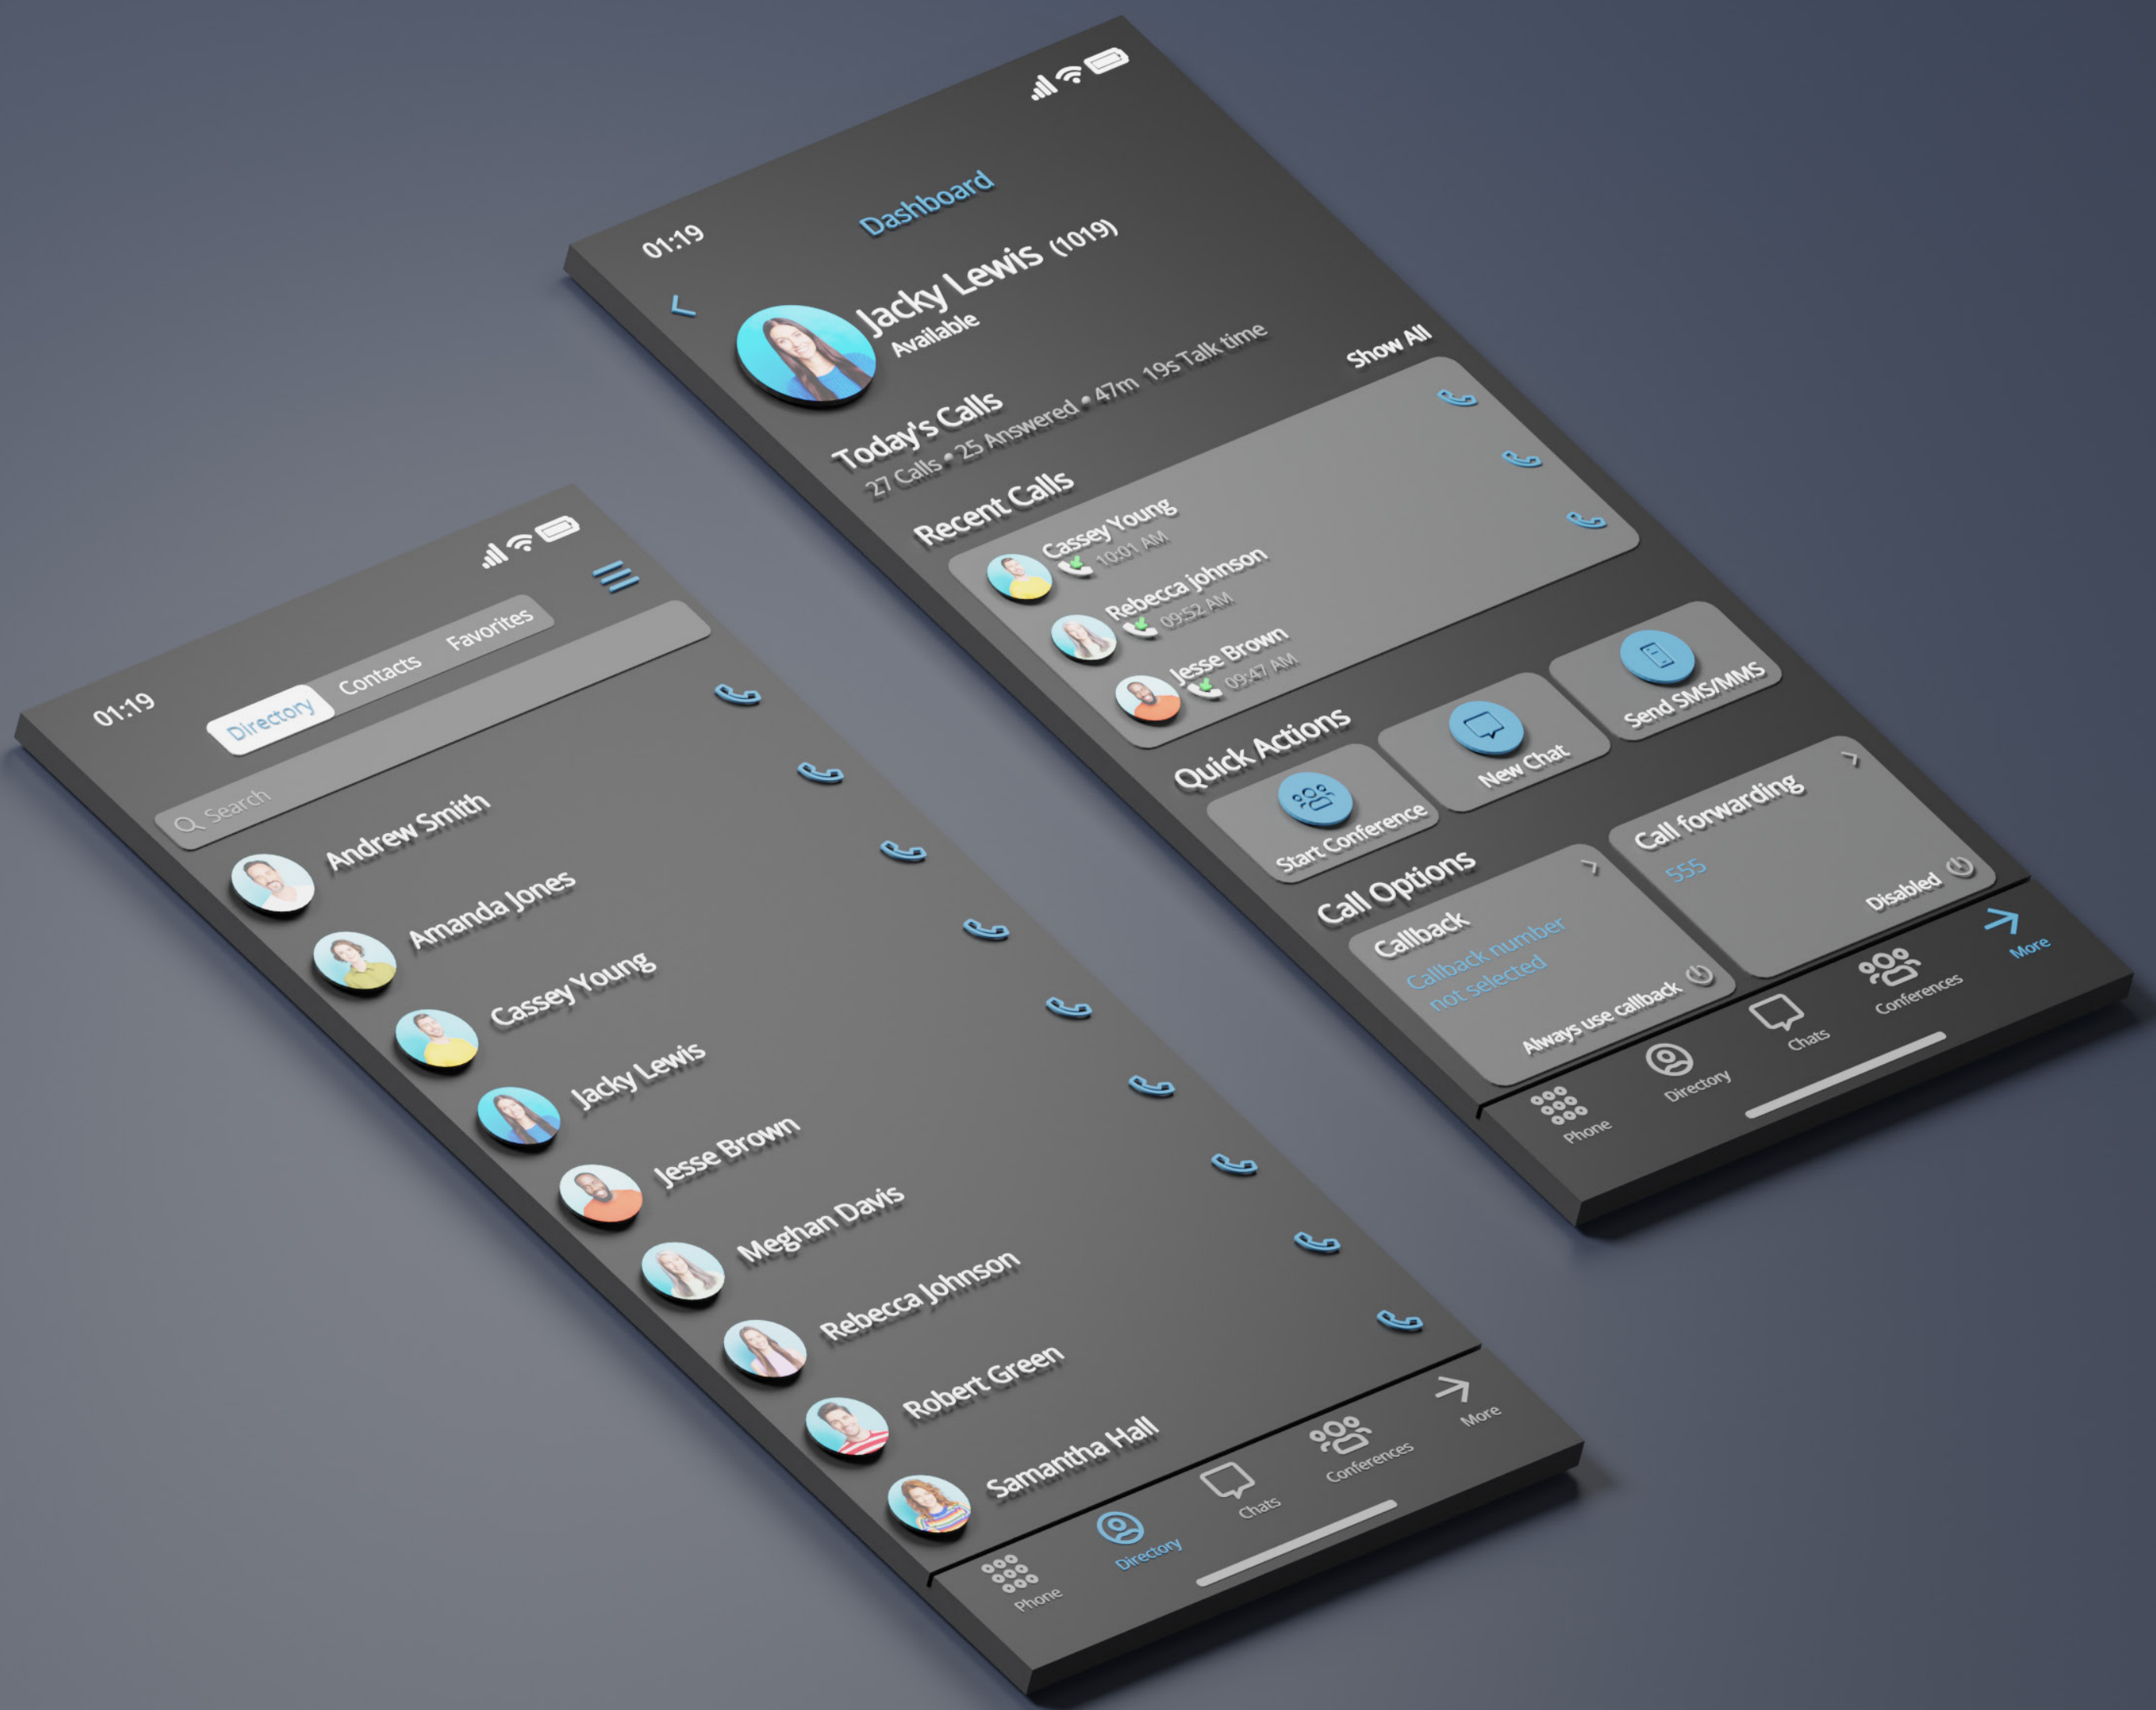 01:19
Directory
Contacts
Favorites
Search
Andrew Smith
Amanda Jones
Cassey Young
Jacky Lewis
Jesse Brown
Meghan Davis
Rebecca Johnson
Robert Green
Samantha Hall
Phone
Directory
Chats
Conferences
More
01:19
Dashboard
Jacky Lewis (1019)
Available
Today's Calls
27 Calls • 25 Answered • 47m 19s Talk time
Recent Calls
Show All
Cassey Young
10:01 AM
Rebecca johnson
09:52 AM
Jesse Brown
09:47 AM
Quick Actions
Start Conference
New Chat
Send SMS/MMS
Call Options
Callback
Callback number
not selected
Always use callback
Call forwarding
555
Disabled
Phone
Directory
Chats
Conferences
More